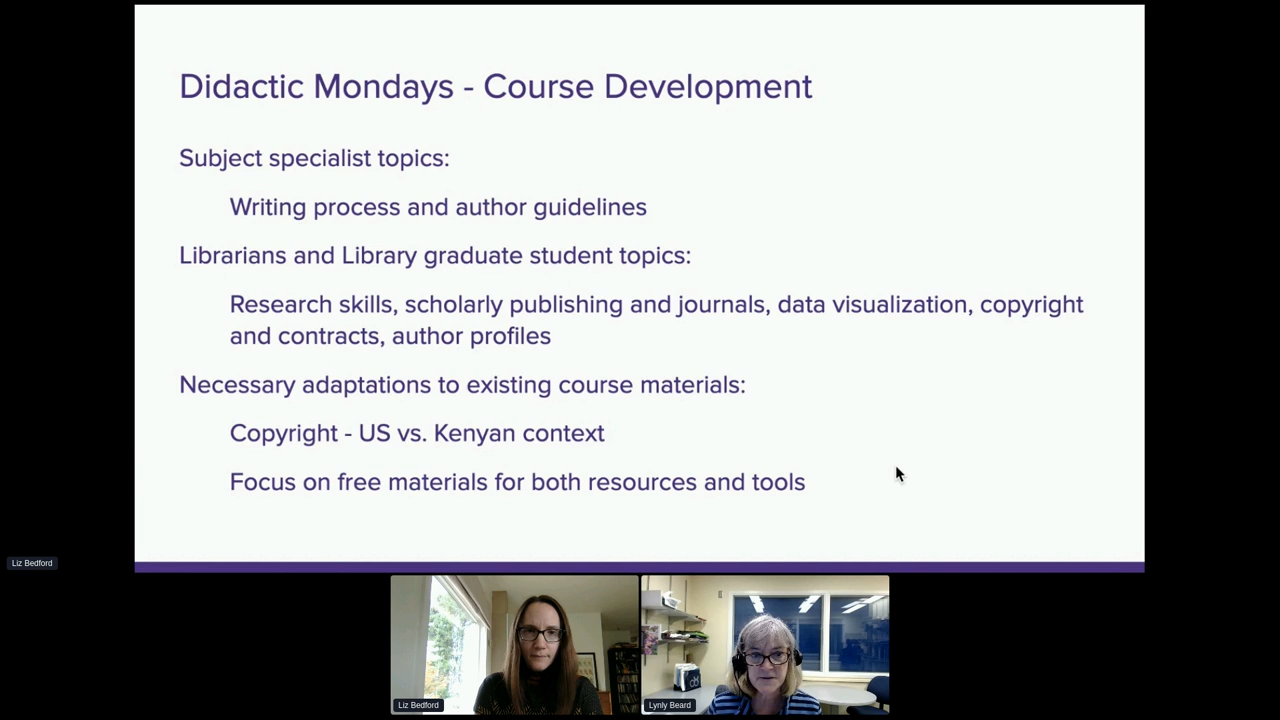 Didactic Mondays - Course Development
Subject specialist topics:
Writing process and author guidelines
Librarians and Library graduate student topics:
Research skills, scholarly publishing and journals, data visualization, copyright
and contracts, author profiles
Necessary adaptations to existing course materials:
Copyright - US vs. Kenyan context
Focus on free materials for both resources and tools
Liz Bedford
Liz Bedford
Lynly Beard